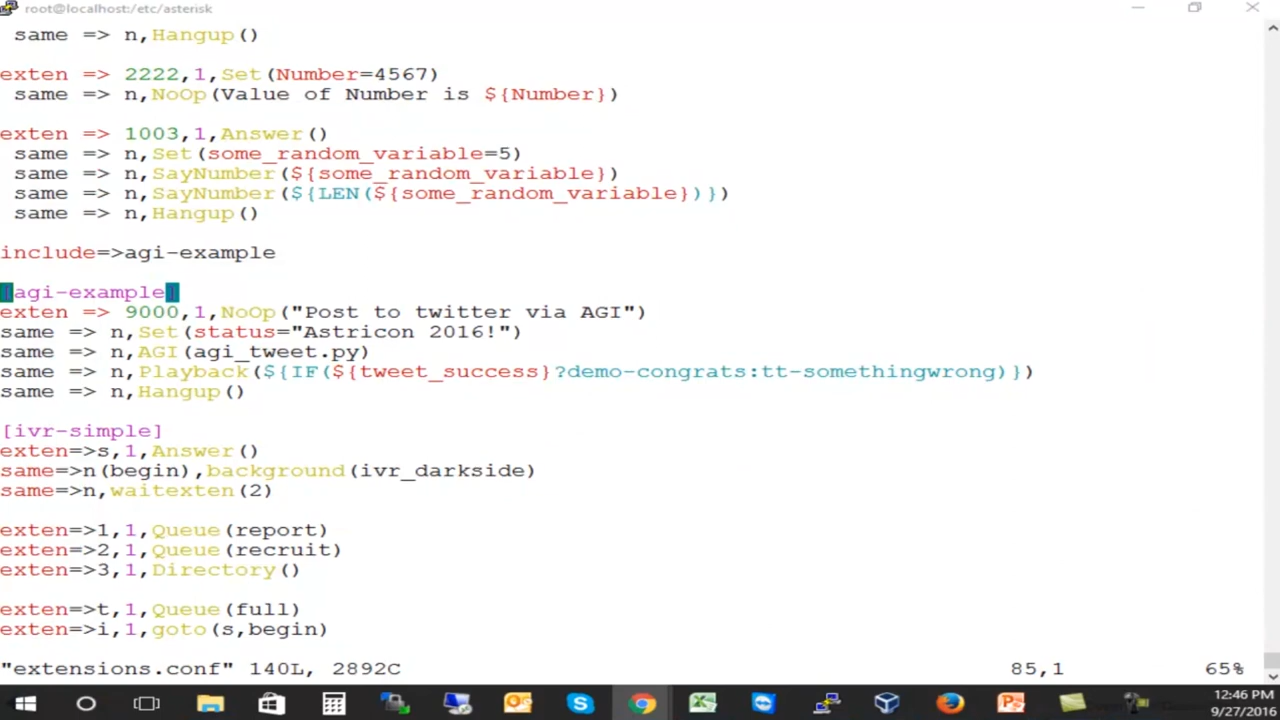 root@localhost:/etc/asterisk
same => n,Hangup()
exten => 2222,1,Set(Number=4567)
same => n,NoOp(Value of Number is ${Number})
exten => 1003,1,Answer()
same => n,Set(some_random_variable=5)
same => n,SayNumber(${some_random_variable})
same => n,SayNumber(${LEN(${some_random_variable})})
same => n,Hangup()
include=>agi-example
[agi-example]
exten => 9000,1,NoOp("Post to twitter via AGI")
same => n,Set(status="Astricon 2016!")
same => n,AGI(agi_tweet.py)
same => n,Playback(${IF(${tweet_success}?demo-congrats:tt-somethingwrong)})
same => n,Hangup()
[ivr-simple]
exten=>s,1,Answer()
same=>n(begin),background(ivr_darkside)
same=>n,waitexten(2)
exten=>1,1,Queue(report)
exten=>2,1,Queue(recruit)
exten=>3,1,Directory()
exten=>t,1,Queue(full)
exten=>i,1,goto(s,begin)
"extensions.conf" 140L, 2892C 85,1 65%
12:46 PM
9/27/2016